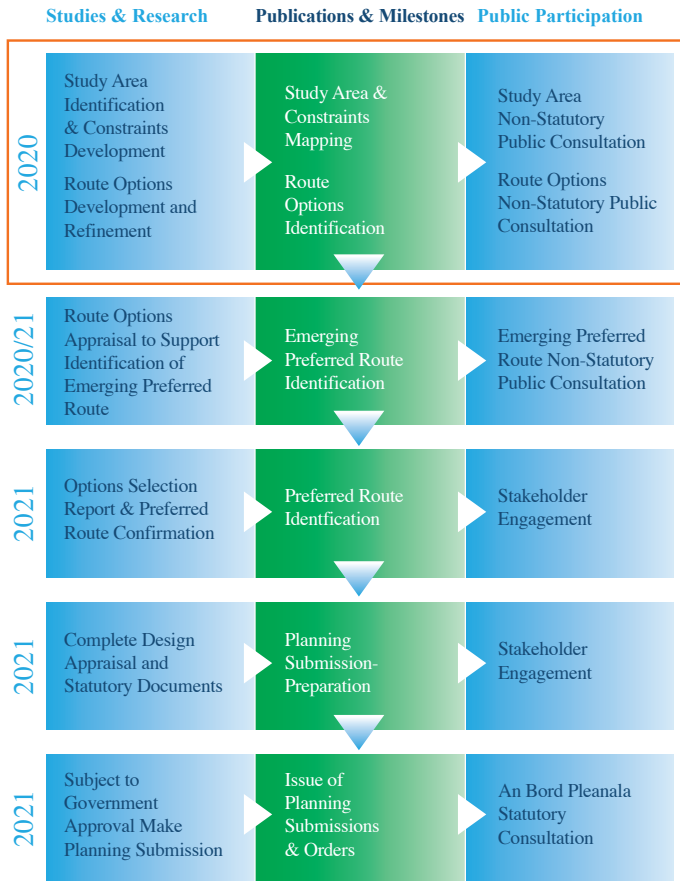 Studies & Research
Publications & Milestones
Public Participation
2020
Study Area
Identification
& Constraints
Development
Route Options
Development and
Refinement
Study Area &
Constraints
Mapping
Route
Options
Identification
Study Area
Non-Statutory
Public Consultation
Route Options
Non-Statutory Public
Consultation
2020/21
Route Options
Appraisal to Support
Identification of
Emerging Preferred
Route
Emerging
Preferred Route
Identification
Emerging Preferred
Route Non-Statutory
Public Consultation
2021
Options Selection
Report & Preferred
Route Confirmation
Preferred Route
Identfication
Stakeholder
Engagement
2021
Complete Design
Appraisal and
Statutory Documents
Planning
Submission-
Preparation
Stakeholder
Engagement
2021
Subject to
Government
Approval Make
Planning Submission
Issue of
Planning
Submissions
& Orders
An Bord Pleanala
Statutory
Consultation